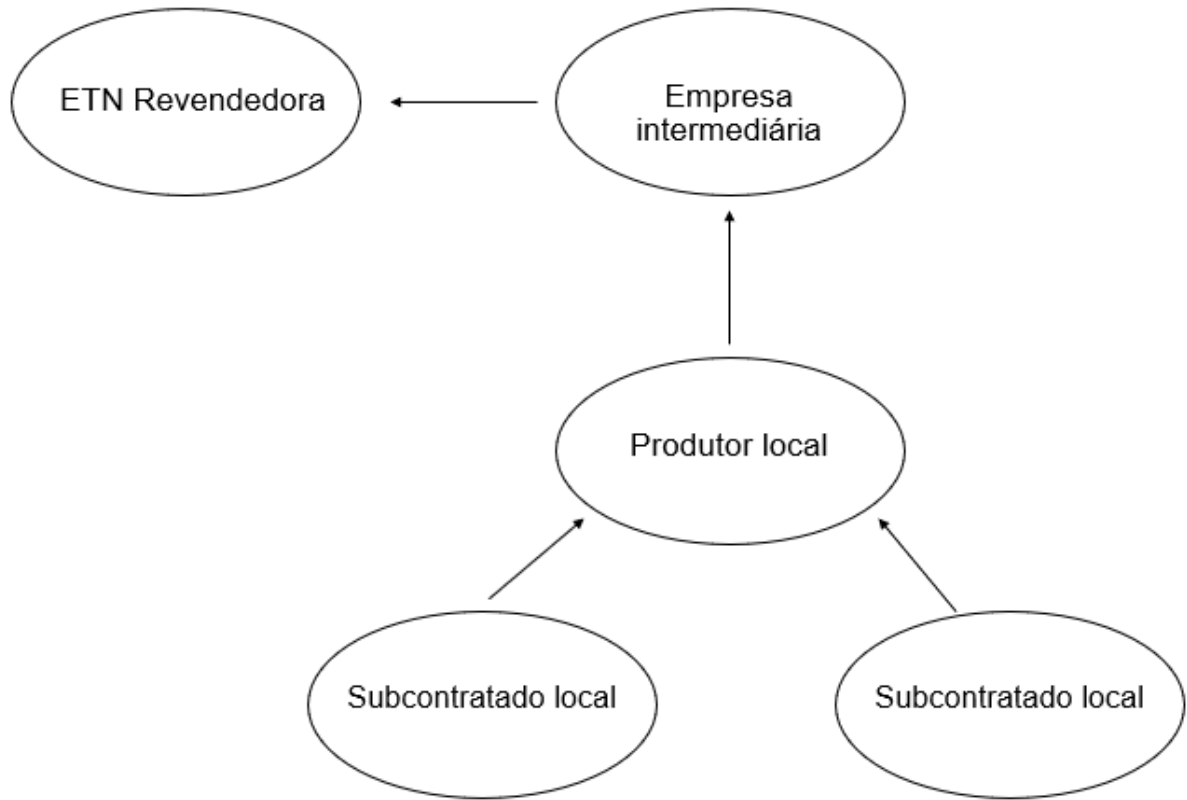 ETN Revendedora
Empresa
intermediária
Produtor local
Subcontratado local
Subcontratado local